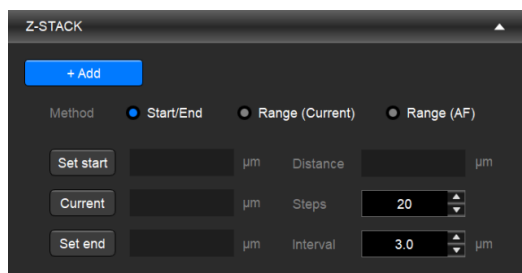 Z-STACK
+ Add
Method Start/End Range (Current) Range (AF)
Set start µm Distance µm
Current µm Steps 20
Set end µm Interval 3.0 µm